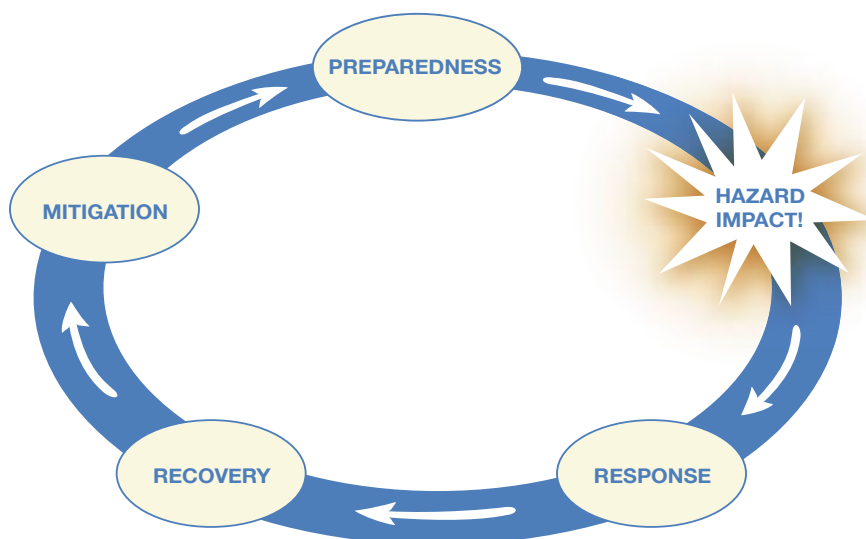 PREPAREDNESS
HAZARD
IMPACT!
MITIGATION
RECOVERY
RESPONSE